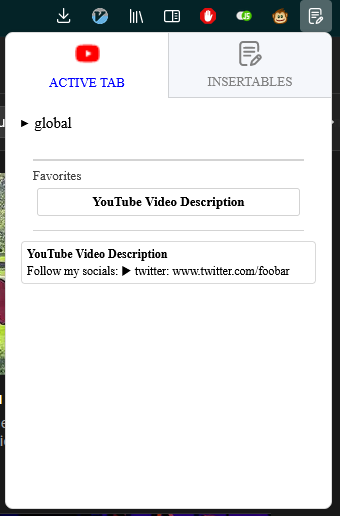 ACTIVE TAB
INSERTABLES
▶ global
Favorites
YouTube Video Description
YouTube Video Description
Follow my socials: ▶ twitter: www.twitter.com/foobar